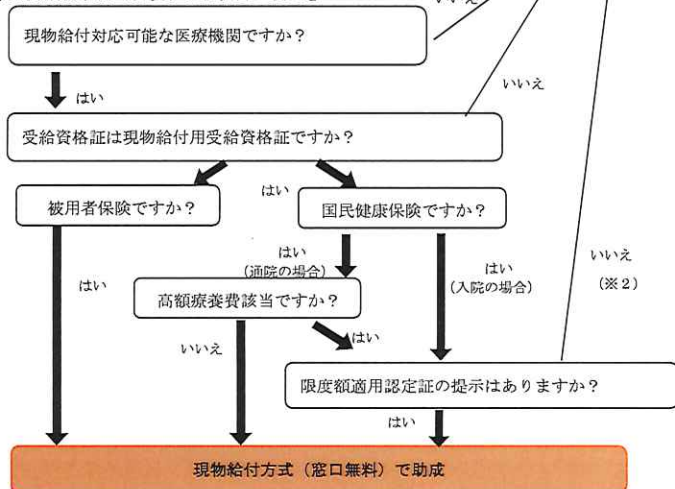 いいえ
現物給付対応可能な医療機関ですか？
はい
いいえ
受給資格証は現物給付用受給資格証ですか？
はい
被用者保険ですか？
国民健康保険ですか？
はい
はい
（通院の場合）
はい
（入院の場合）
いいえ
（※２）
高額療養費該当ですか？
いいえ
はい
限度額適用認定証の提示はありますか？
はい
現物給付方式（窓口無料）で助成